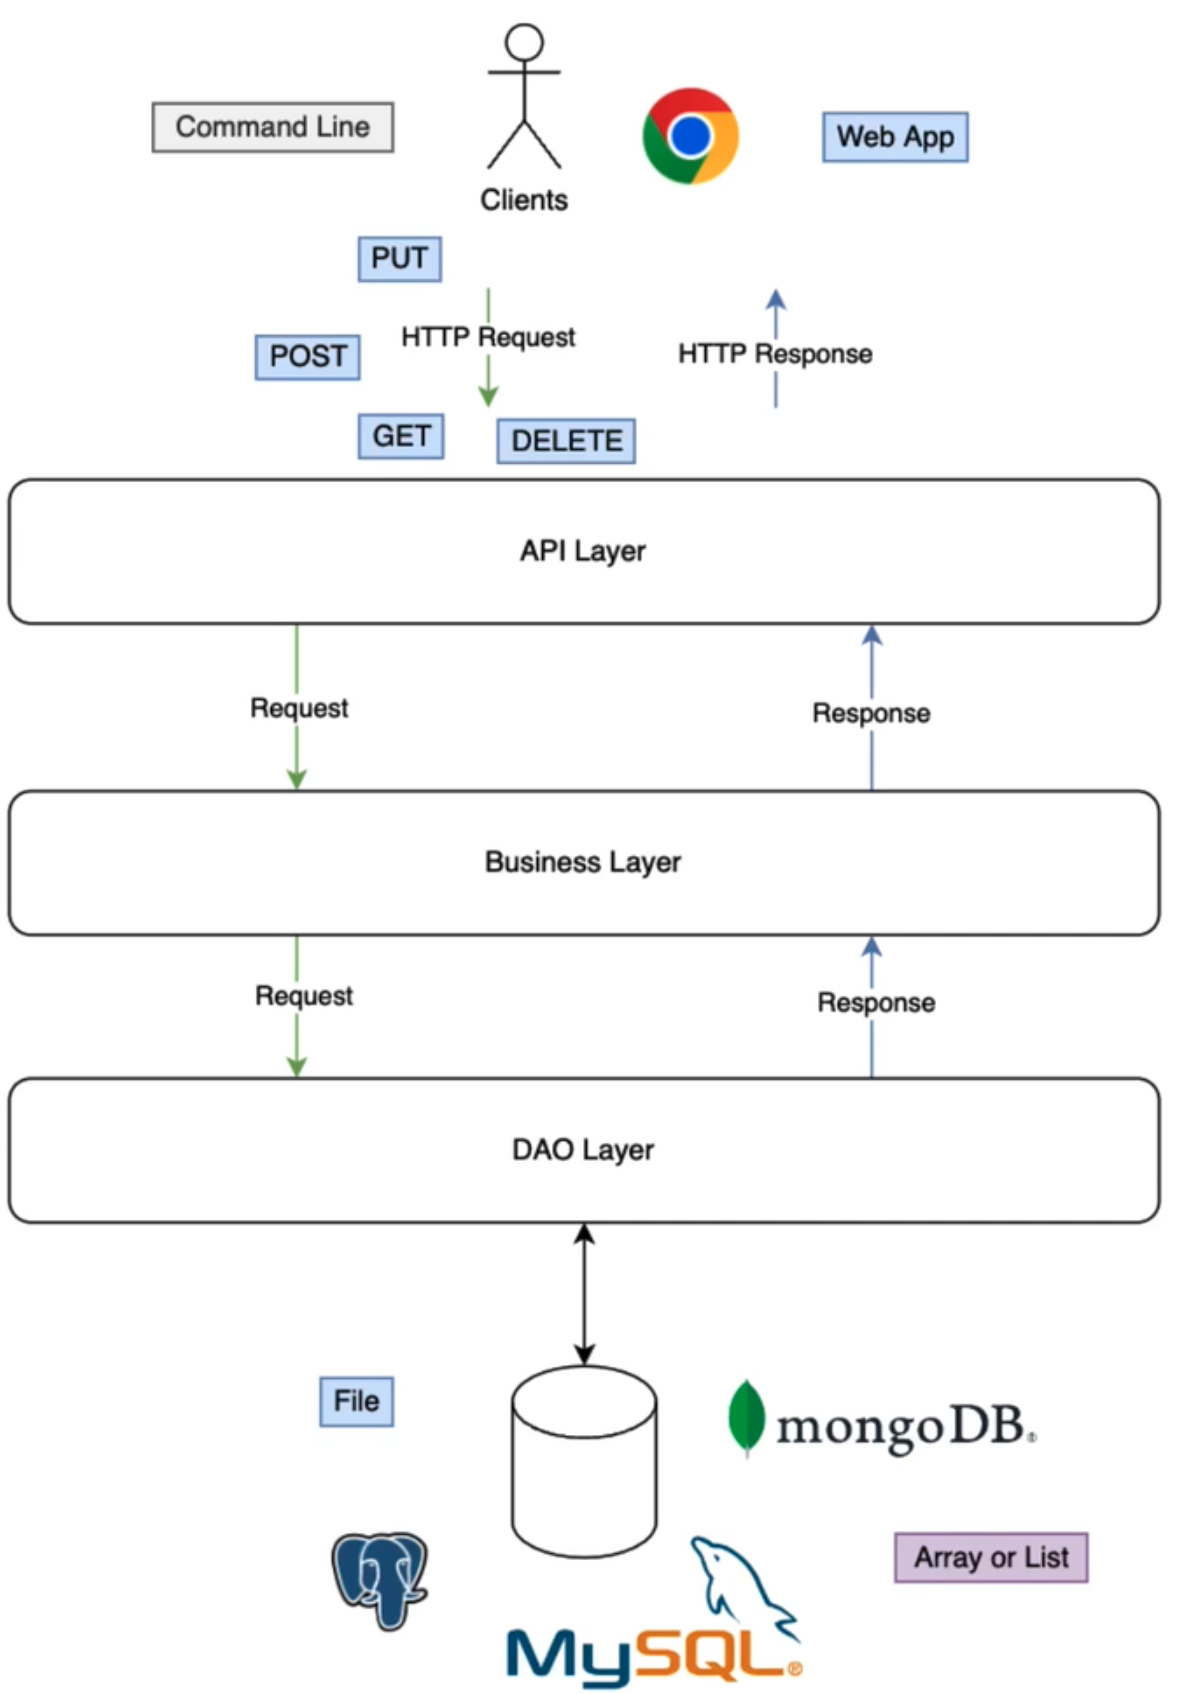 Command Line
Web App
Clients
PUT
HTTP Request
HTTP Response
POST
GET
DELETE
API Layer
Request
Response
Business Layer
Request
Response
DAO Layer
File
mongoDB®
Array or List
MySQL®